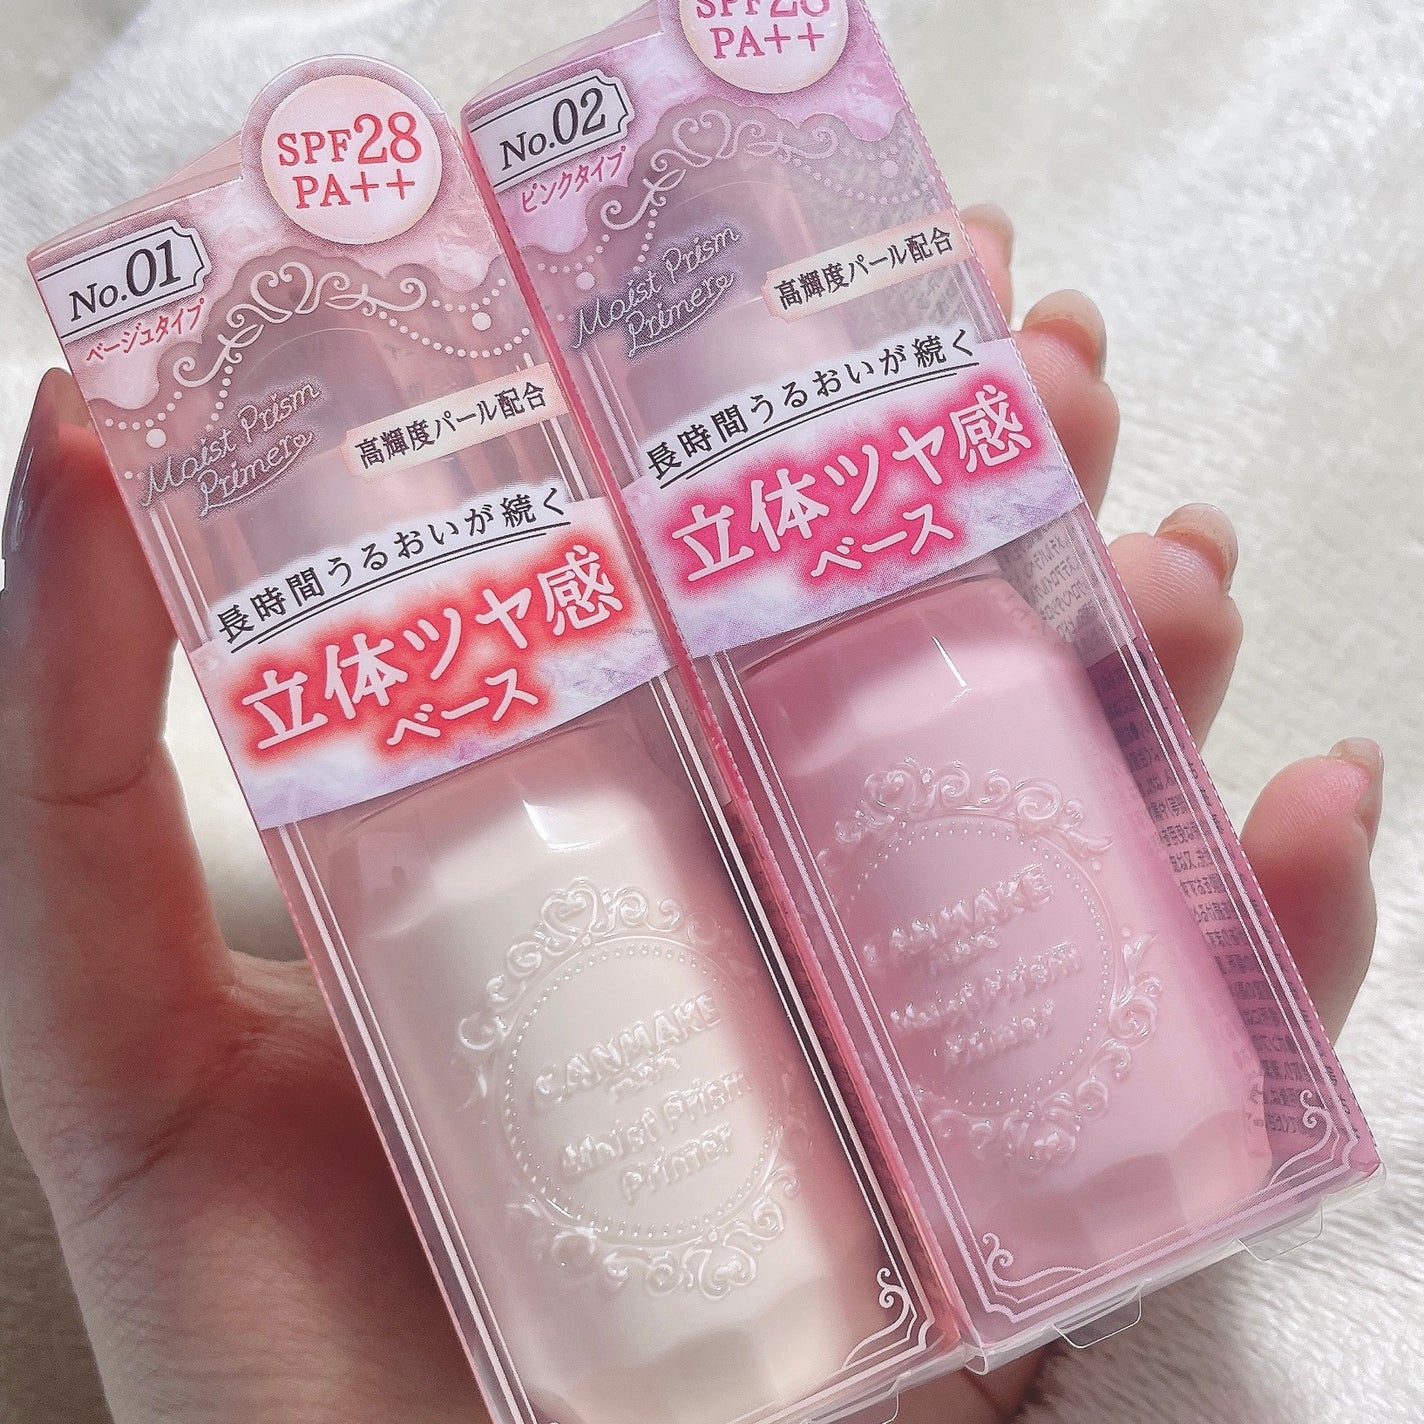 SPF28
PA++
No.01
ベージュタイプ
Moist Prism
Primer
高輝度パール配合
長時間うるおいが続く
立体ツヤ感
ベース
CANMAKE
Moist Prism
Primer
SPF28
PA++
No.02
ピンクタイプ
Moist Prism
Primer
高輝度パール配合
長時間うるおいが続く
立体ツヤ感
ベース
CANMAKE
Moist Prism
Primer